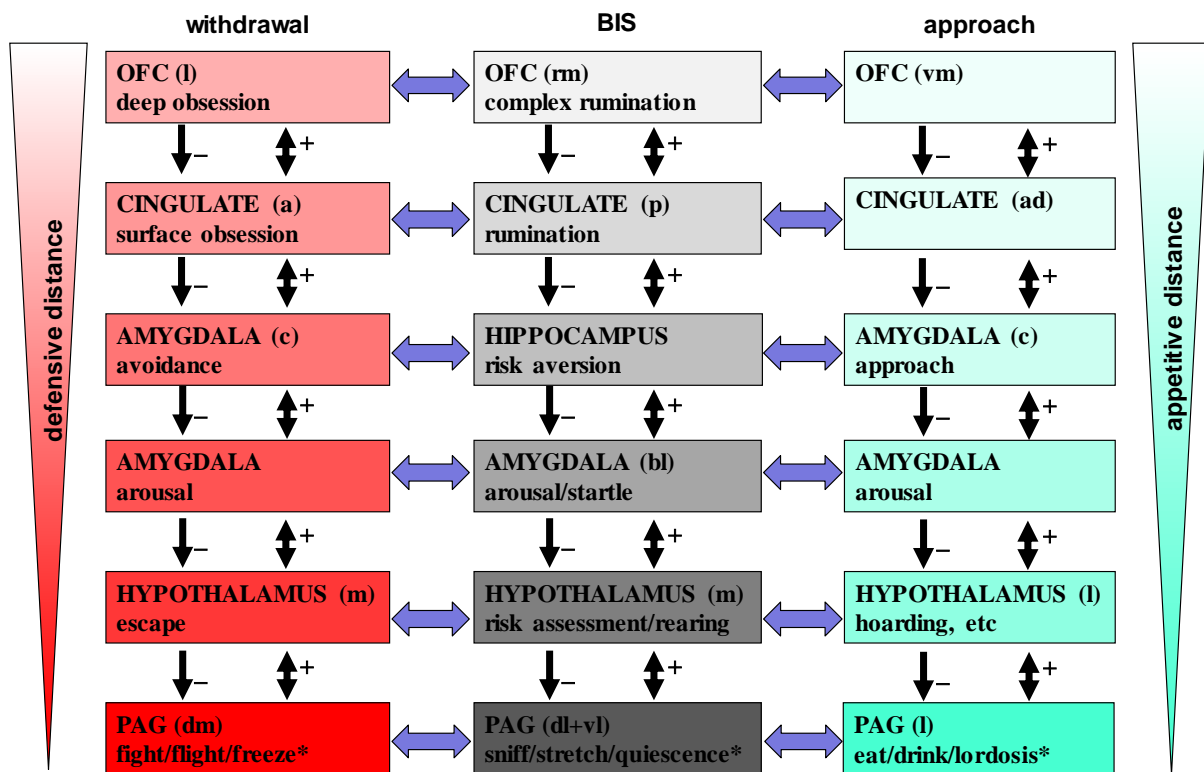 withdrawal BIS approach
OFC (l) OFC (rm) OFC (vm)
deep obsession complex rumination
– + – + – +
CINGULATE (a) CINGULATE (p) CINGULATE (ad)
surface obsession rumination
– + – + – +
defensive distance
appetitive distance
AMYGDALA (c) HIPPOCAMPUS AMYGDALA (c)
avoidance risk aversion approach
– + – + – +
AMYGDALA AMYGDALA (bl) AMYGDALA
arousal arousal/startle arousal
– + – + – +
HYPOTHALAMUS (m) HYPOTHALAMUS (m) HYPOTHALAMUS (l)
escape risk assessment/rearing hoarding, etc
– + – + – +
PAG (dm) PAG (dl+vl) PAG (l)
fight/flight/freeze* sniff/stretch/quiescence* eat/drink/lordosis*